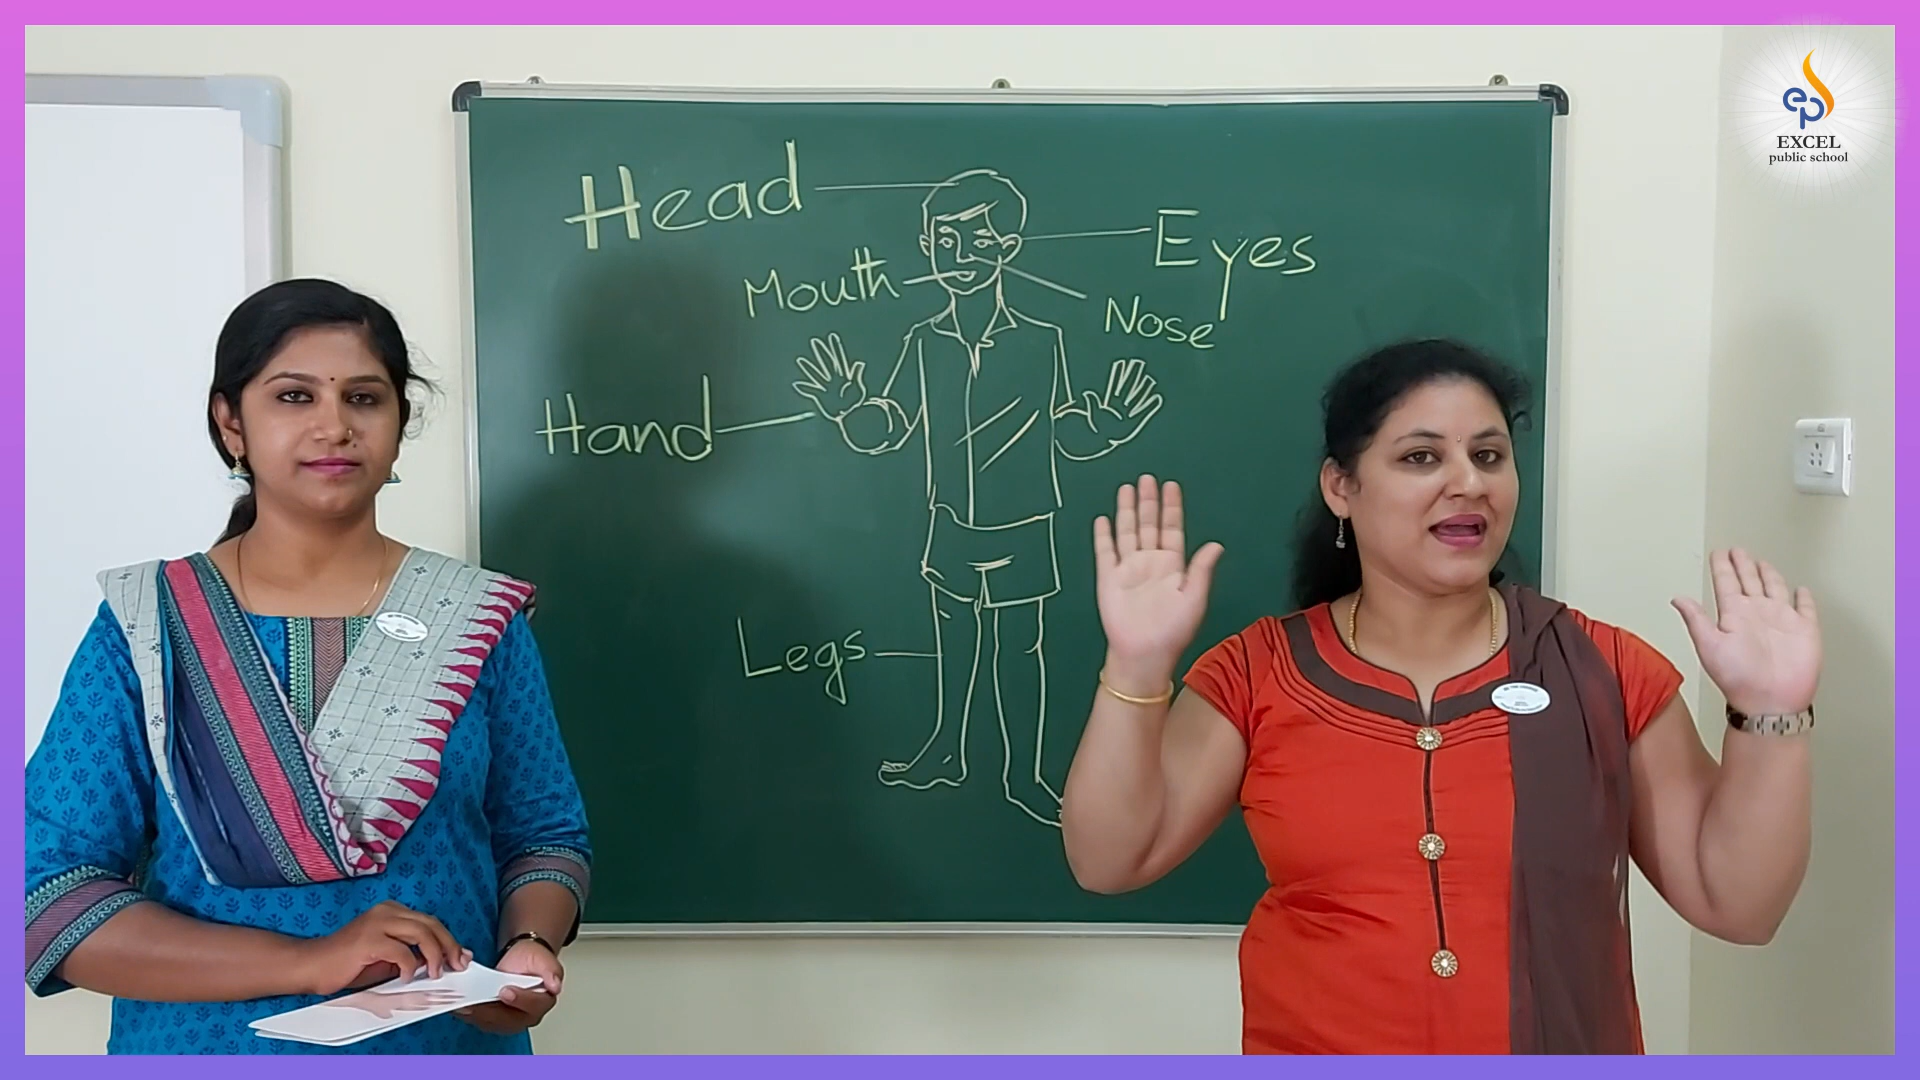 Head
Eyes
Mouth
Nose
Hand
Legs
EXCEL
public school